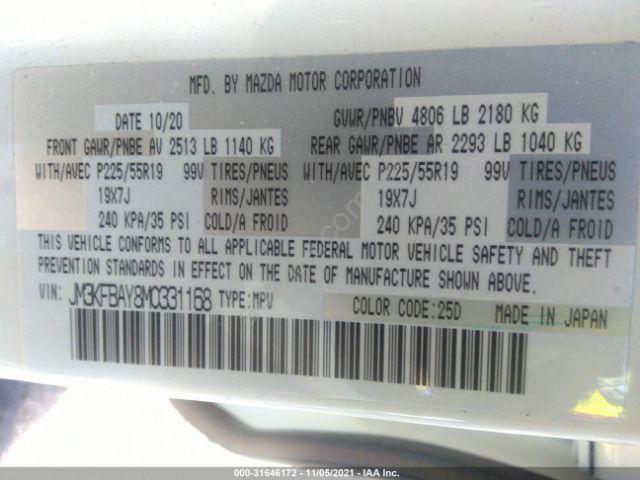 MFD. BY MAZDA MOTOR CORPORATION
DATE 10/20 GVWR/PNBV 4806 LB 2180 KG
FRONT GAWR/PNBE AV 2513 LB 1140 KG REAR GAWR/PNBE AR 2293 LB 1040 KG
WITH/AVEC P225/55R19 99V TIRES/PNEUS WITH/AVEC P225/55R19 99V TIRES/PNEUS
19X7J RIMS/JANTES 19X7J RIMS/JANTES
240 KPA/35 PSI COLD/A FROID 240 KPA/35 PSI COLD/A FROID
THIS VEHICLE CONFORMS TO ALL APPLICABLE FEDERAL MOTOR VEHICLE SAFETY AND THEFT
PREVENTION STANDARDS IN EFFECT ON THE DATE OF MANUFACTURE SHOWN ABOVE.
VIN: JM3KFBAY8M0331168 TYPE:MPV COLOR CODE:25D MADE IN JAPAN
000-31646172 - 11/05/2021 - IAA Inc.